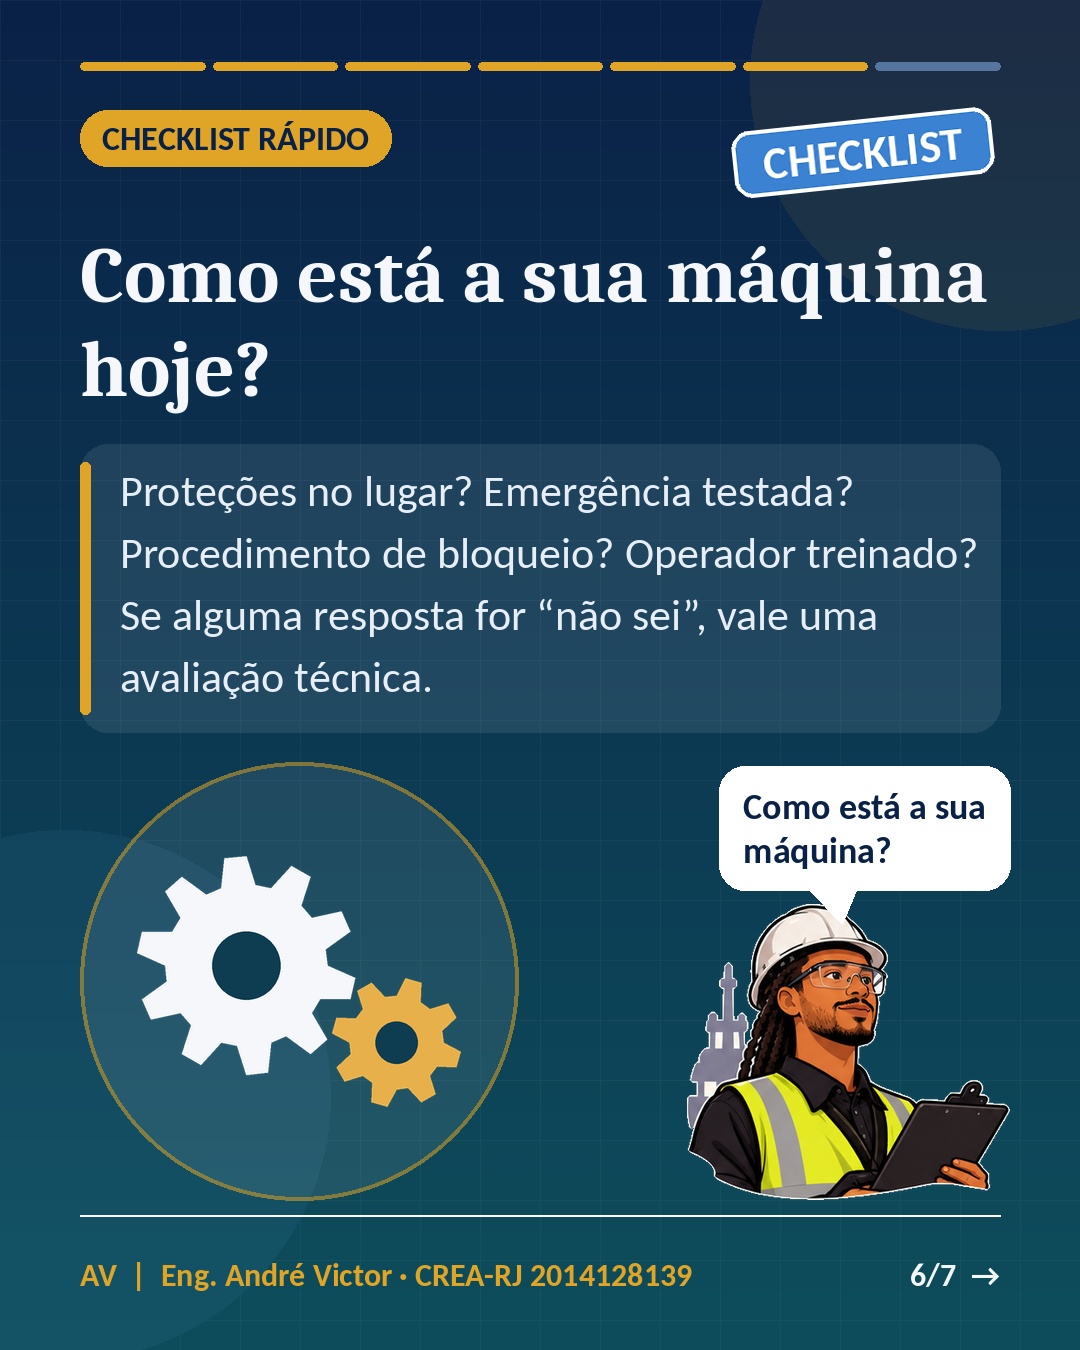 CHECKLIST RÁPIDO
CHECKLIST
Como está a sua máquina
hoje?
Proteções no lugar? Emergência testada?
Procedimento de bloqueio? Operador treinado?
Se alguma resposta for “não sei”, vale uma
avaliação técnica.
Como está a sua
máquina?
AV | Eng. André Victor · CREA-RJ 2014128139
6/7 →